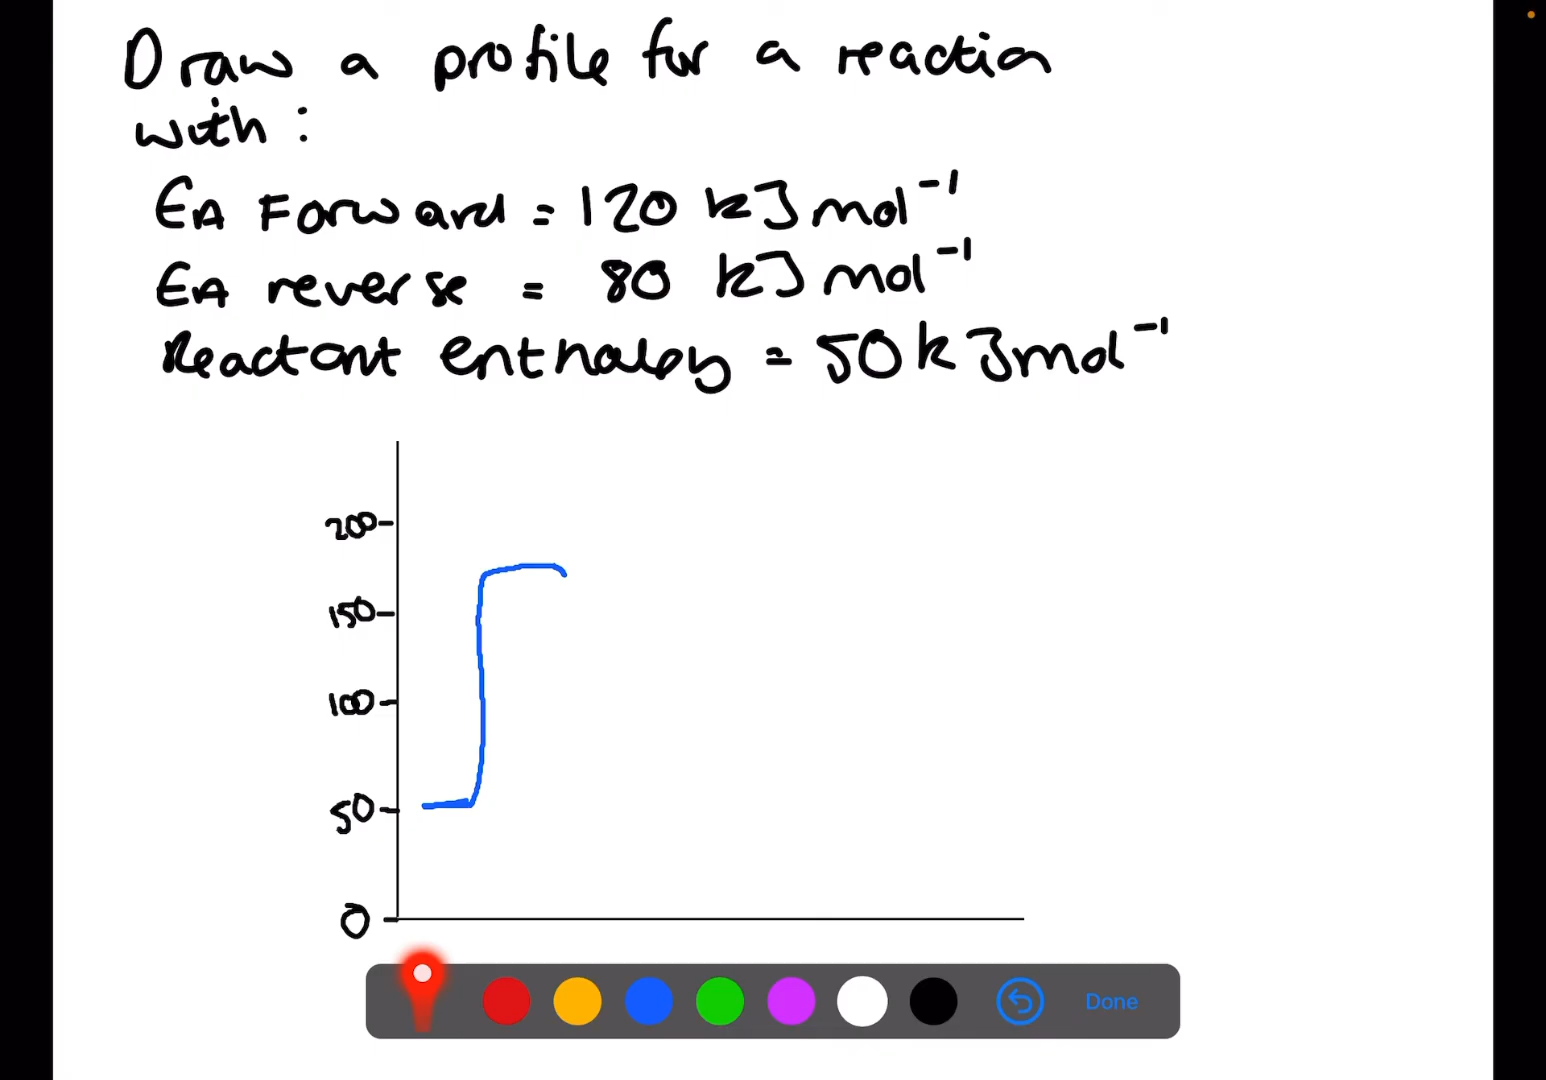 Draw a profile for a reaction
with :
EA Forward = 120 kJ mol⁻¹
EA reverse = 80 kJ mol⁻¹
Reactant enthalpy = 50 kJ mol⁻¹
200
150
100
50
0
Done